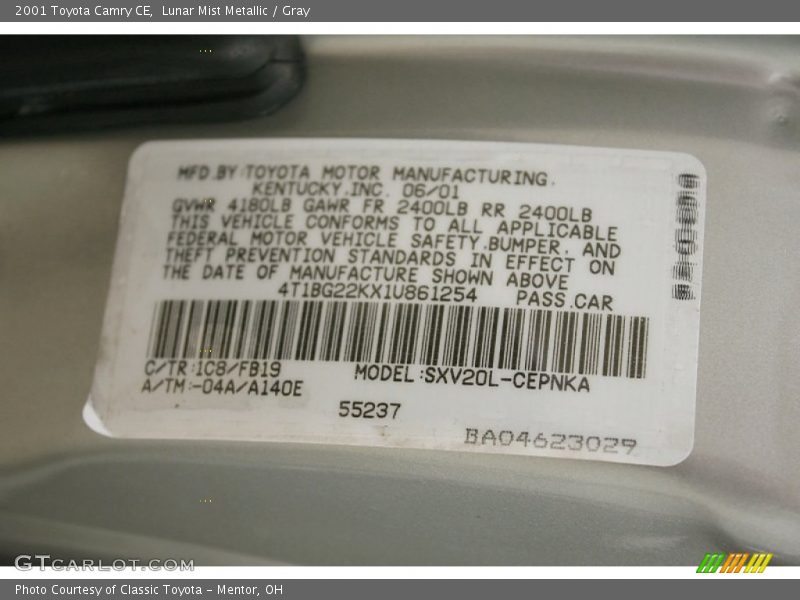 2001 Toyota Camry CE, Lunar Mist Metallic / Gray
MFD.BY:TOYOTA MOTOR MANUFACTURING.
KENTUCKY.INC. 06/01
GVWR 4180LB GAWR FR 2400LB RR 2400LB
THIS VEHICLE CONFORMS TO ALL APPLICABLE
FEDERAL MOTOR VEHICLE SAFETY,BUMPER, AND
THEFT PREVENTION STANDARDS IN EFFECT ON
THE DATE OF MANUFACTURE SHOWN ABOVE
4T1BG22KX1U861254 PASS.CAR
C/TR:1C8/FB19
MODEL:SXV20L-CEPNKA
A/TM:-04A/A140E
55237
BA04623029
GTCARLOT.COM
Photo Courtesy of Classic Toyota - Mentor, OH